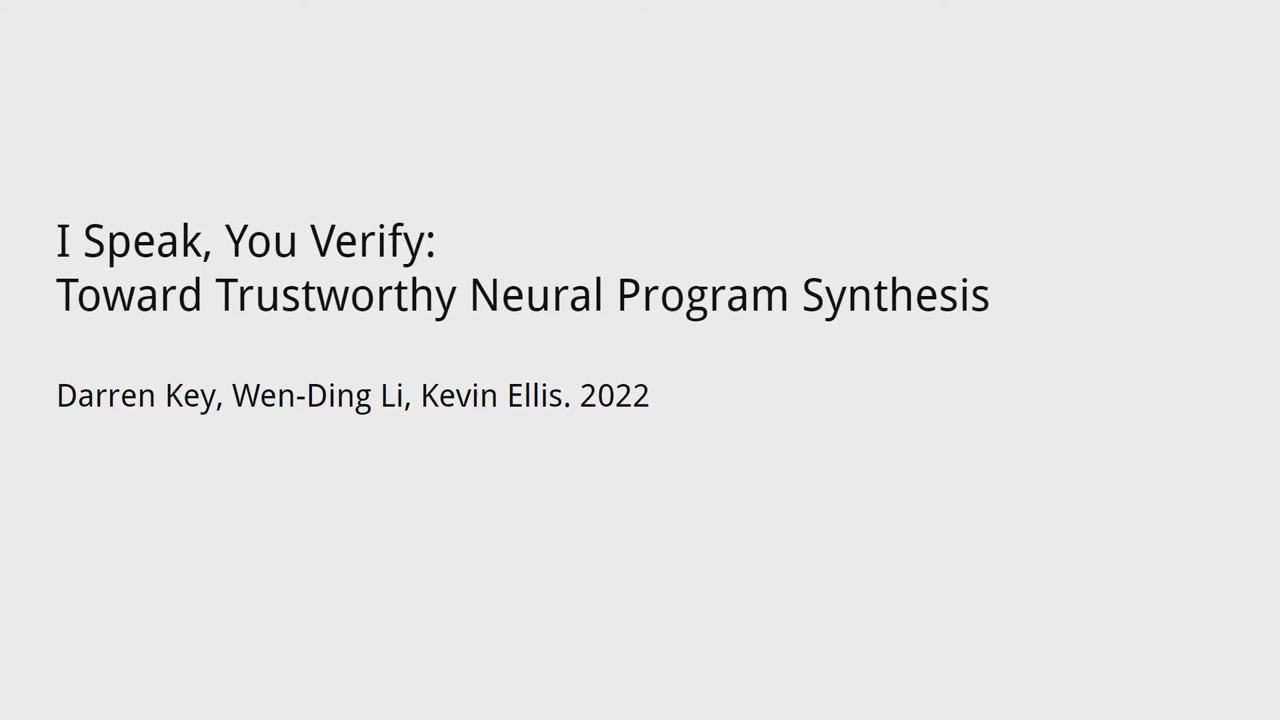 I Speak, You Verify:
Toward Trustworthy Neural Program Synthesis
Darren Key, Wen-Ding Li, Kevin Ellis. 2022